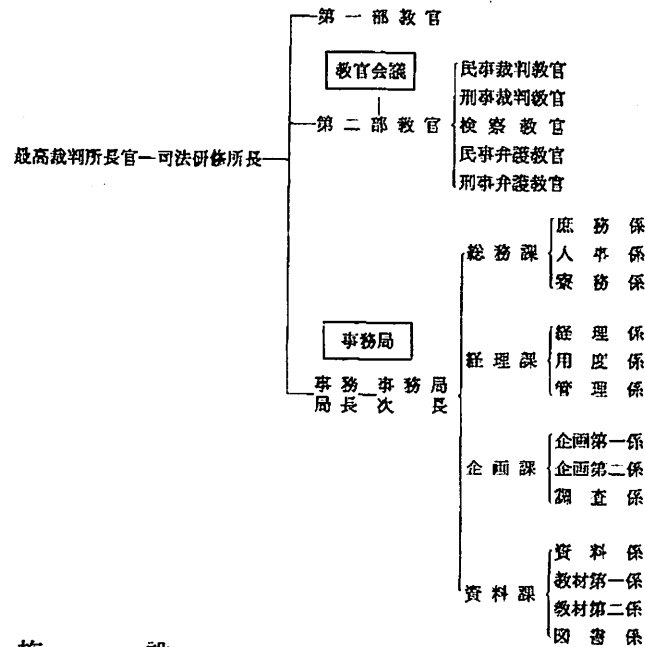 第一部教官
教官会議
第二部教官
民事裁判教官
刑事裁判教官
検察教官
民事弁護教官
刑事弁護教官
最高裁判所長官―司法研修所長
事務局
事務局長―事務局次長
総務課
庶務係
人事係
寮務係
経理課
経理係
用度係
管理係
企画課
企画第一係
企画第二係
調査係
資料課
資料係
教材第一係
教材第二係
図書係